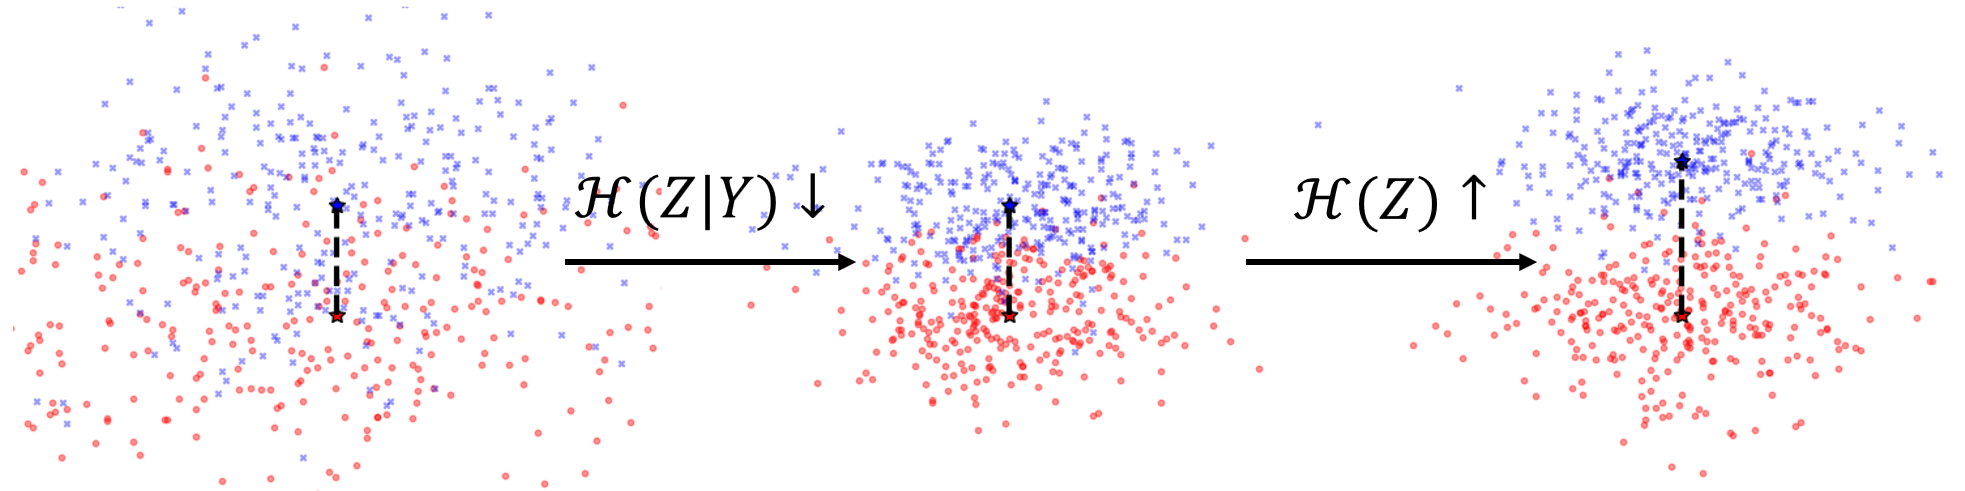 ℋ(Z|Y) ↓
ℋ(Z) ↑